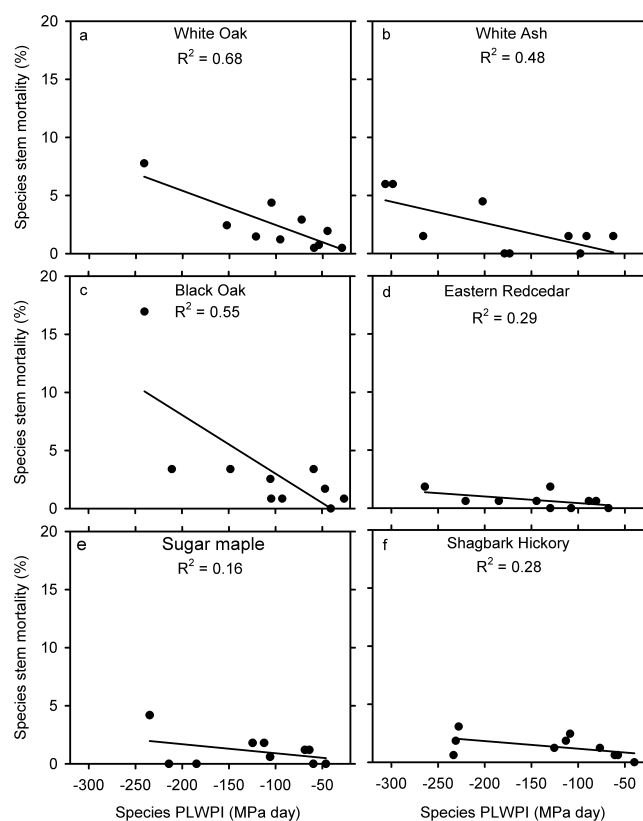 20
a
White Oak
R² = 0.68
b
White Ash
R² = 0.48
Species stem mortality (%)
15
10
5
0
20
c
Black Oak
R² = 0.55
d
Eastern Redcedar
R² = 0.29
Species stem mortality (%)
15
10
5
0
20
e
Sugar maple
R² = 0.16
f
Shagbark Hickory
R² = 0.28
Species stem mortality (%)
15
10
5
0
-300 -250 -200 -150 -100 -50
-300 -250 -200 -150 -100 -50
Species PLWPI (MPa day)
Species PLWPI (MPa day)